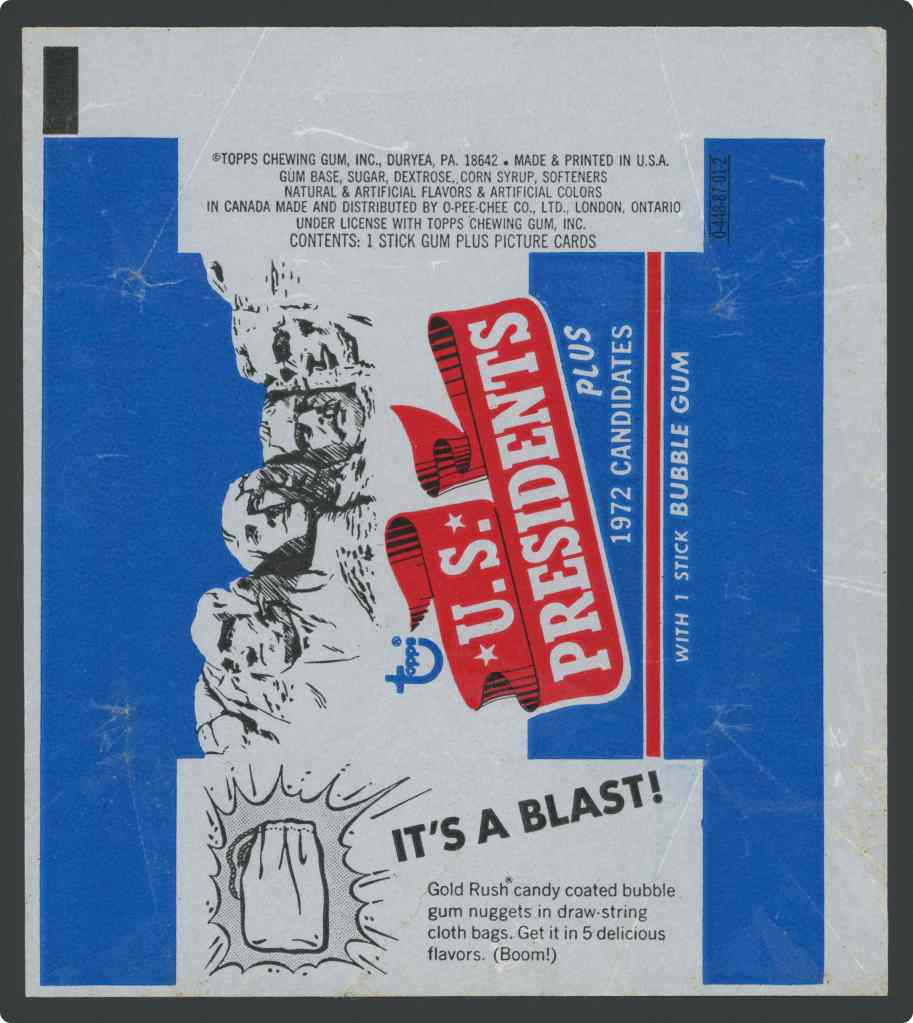 ©TOPPS CHEWING GUM, INC., DURYEA, PA. 18642 • MADE & PRINTED IN U.S.A.
GUM BASE, SUGAR, DEXTROSE, CORN SYRUP, SOFTENERS
NATURAL & ARTIFICIAL FLAVORS & ARTIFICIAL COLORS
IN CANADA MADE AND DISTRIBUTED BY O-PEE-CHEE CO., LTD., LONDON, ONTARIO
UNDER LICENSE WITH TOPPS CHEWING GUM, INC.
CONTENTS: 1 STICK GUM PLUS PICTURE CARDS
0-448-87-01-2
topps®
U.S.
PRESIDENTS
PLUS
1972 CANDIDATES
WITH 1 STICK BUBBLE GUM
IT'S A BLAST!
Gold Rush® candy coated bubble
gum nuggets in draw-string
cloth bags. Get it in 5 delicious
flavors. (Boom!)